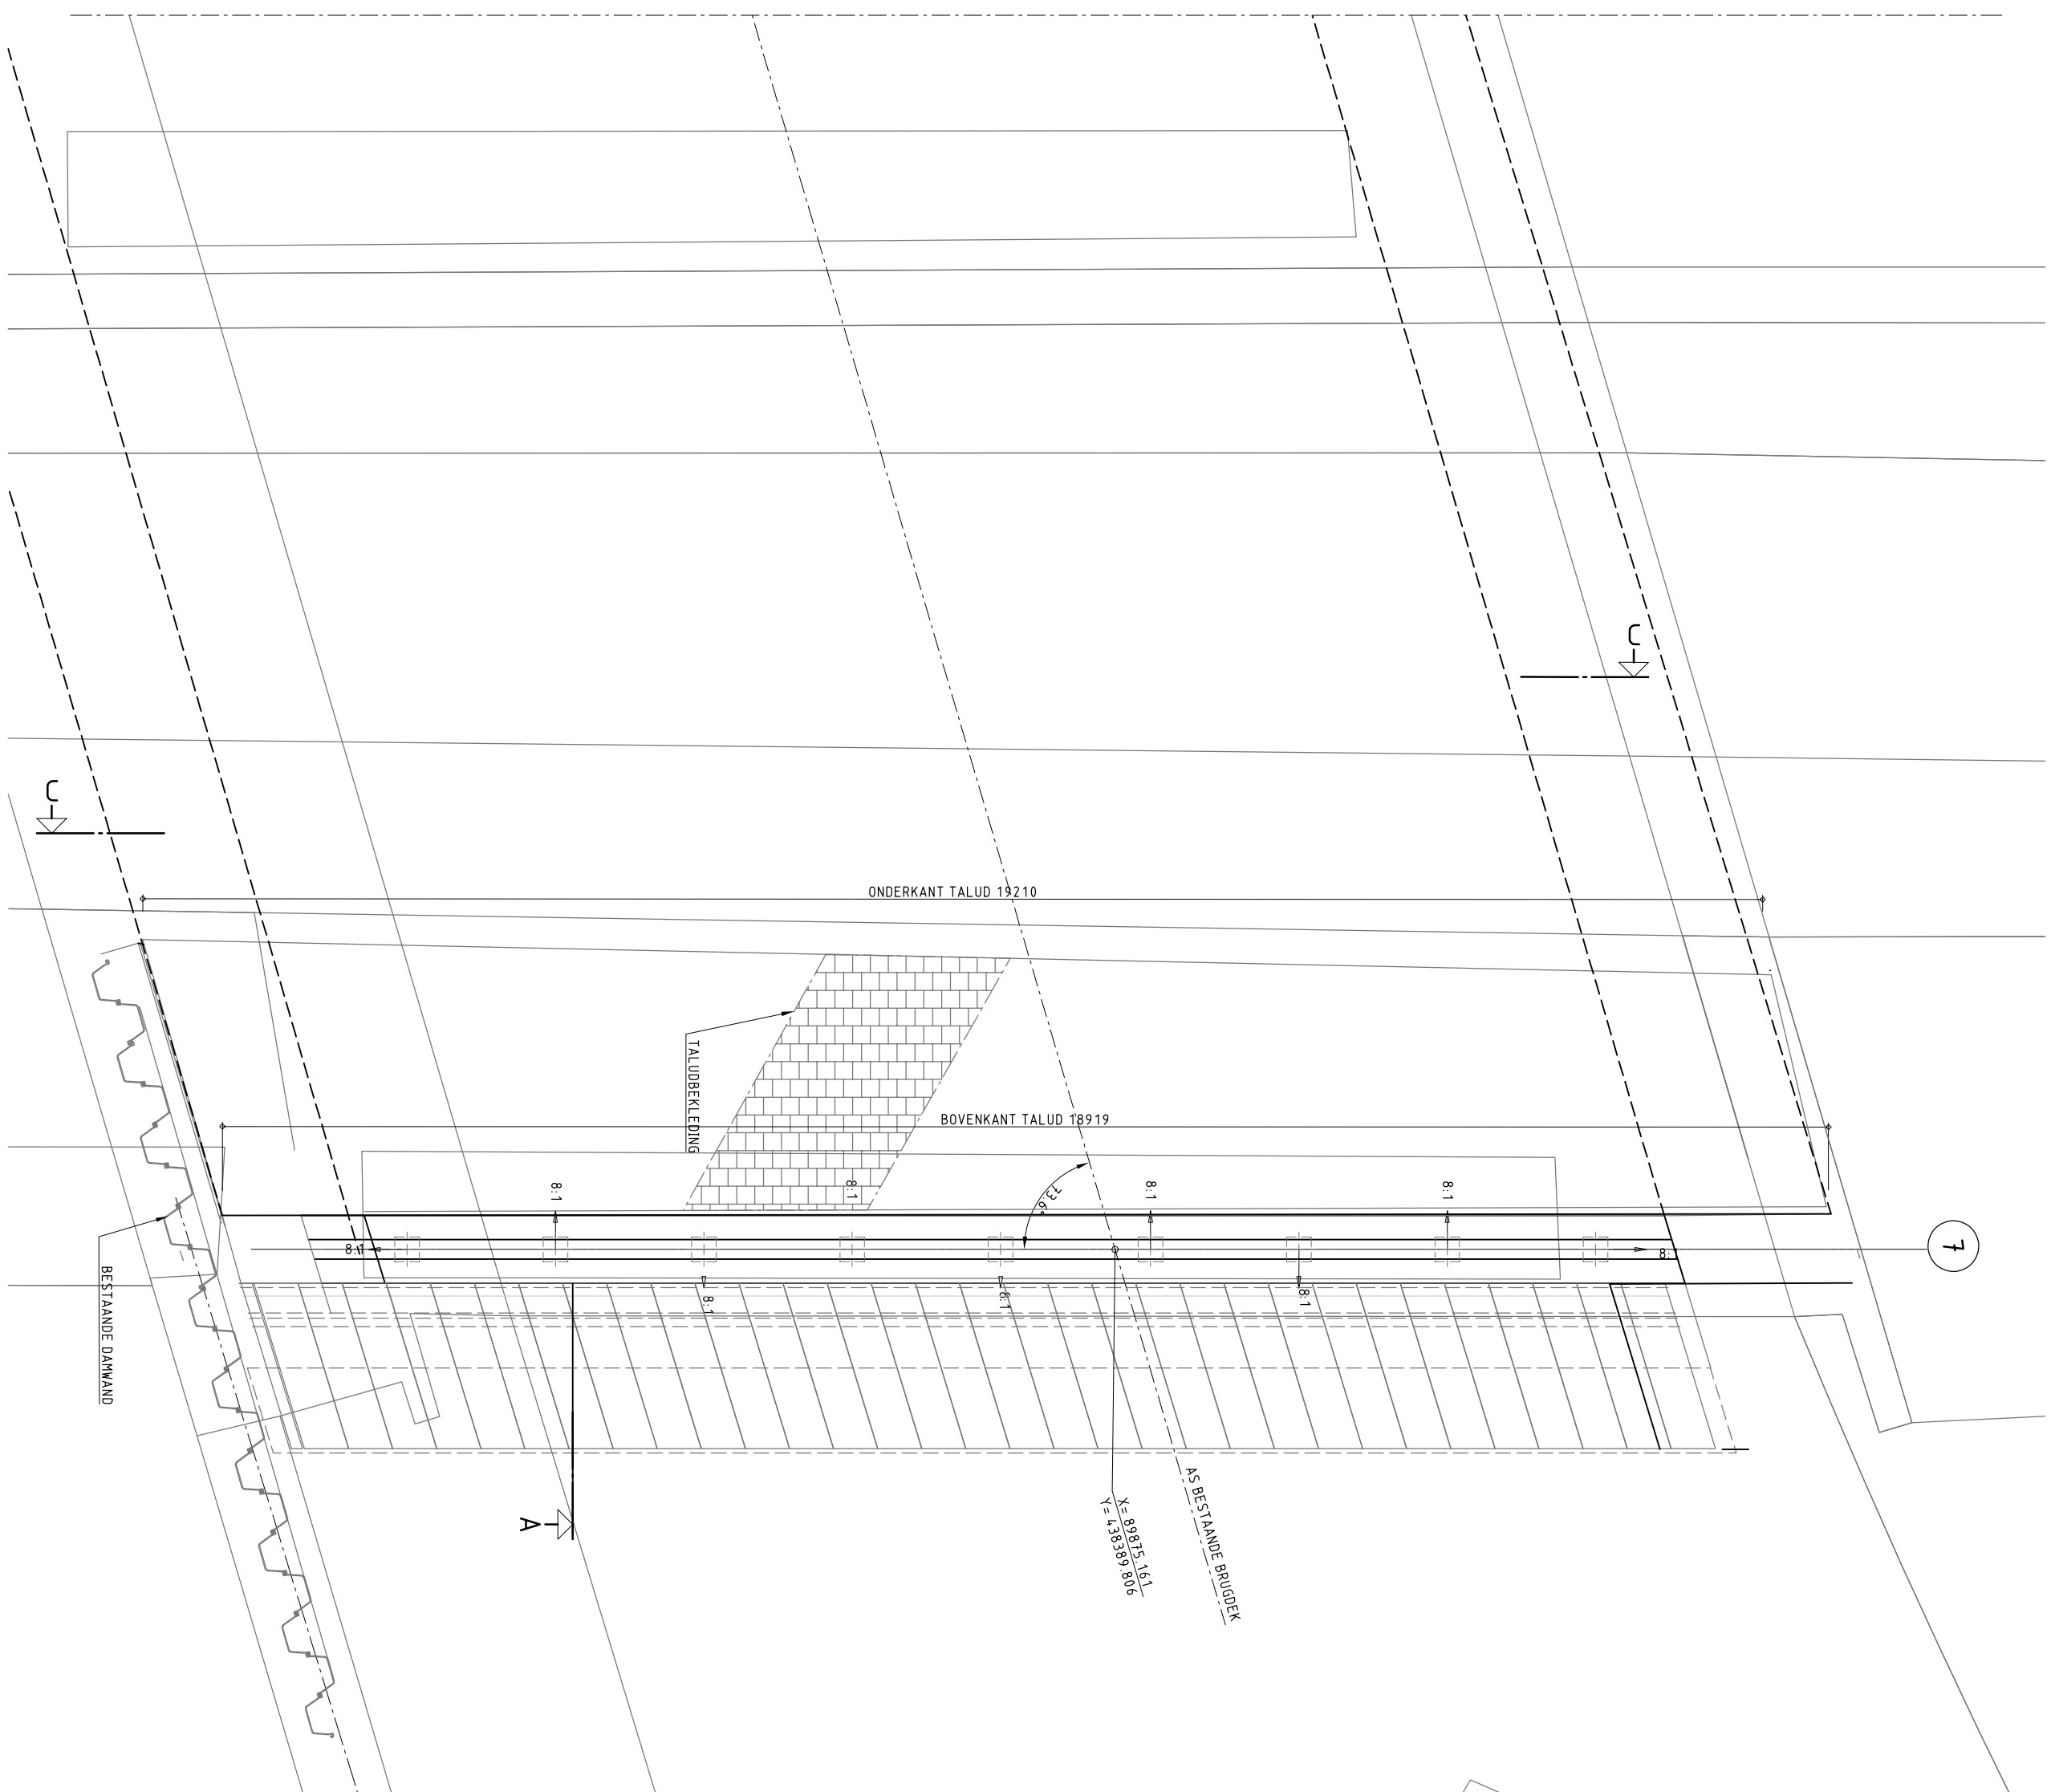 C
C
ONDERKANT TALUD 19210
TALUDBEKLEDING
BOVENKANT TALUD 18919
8:1
8:1
8:1
8:1
73.6°
8:1
8:
7
8:1
8:1
8:1
BESTAANDE DAMWAND
A
AS BESTAANDE BRUGDEK
X= 89875.161
Y= 438389.806